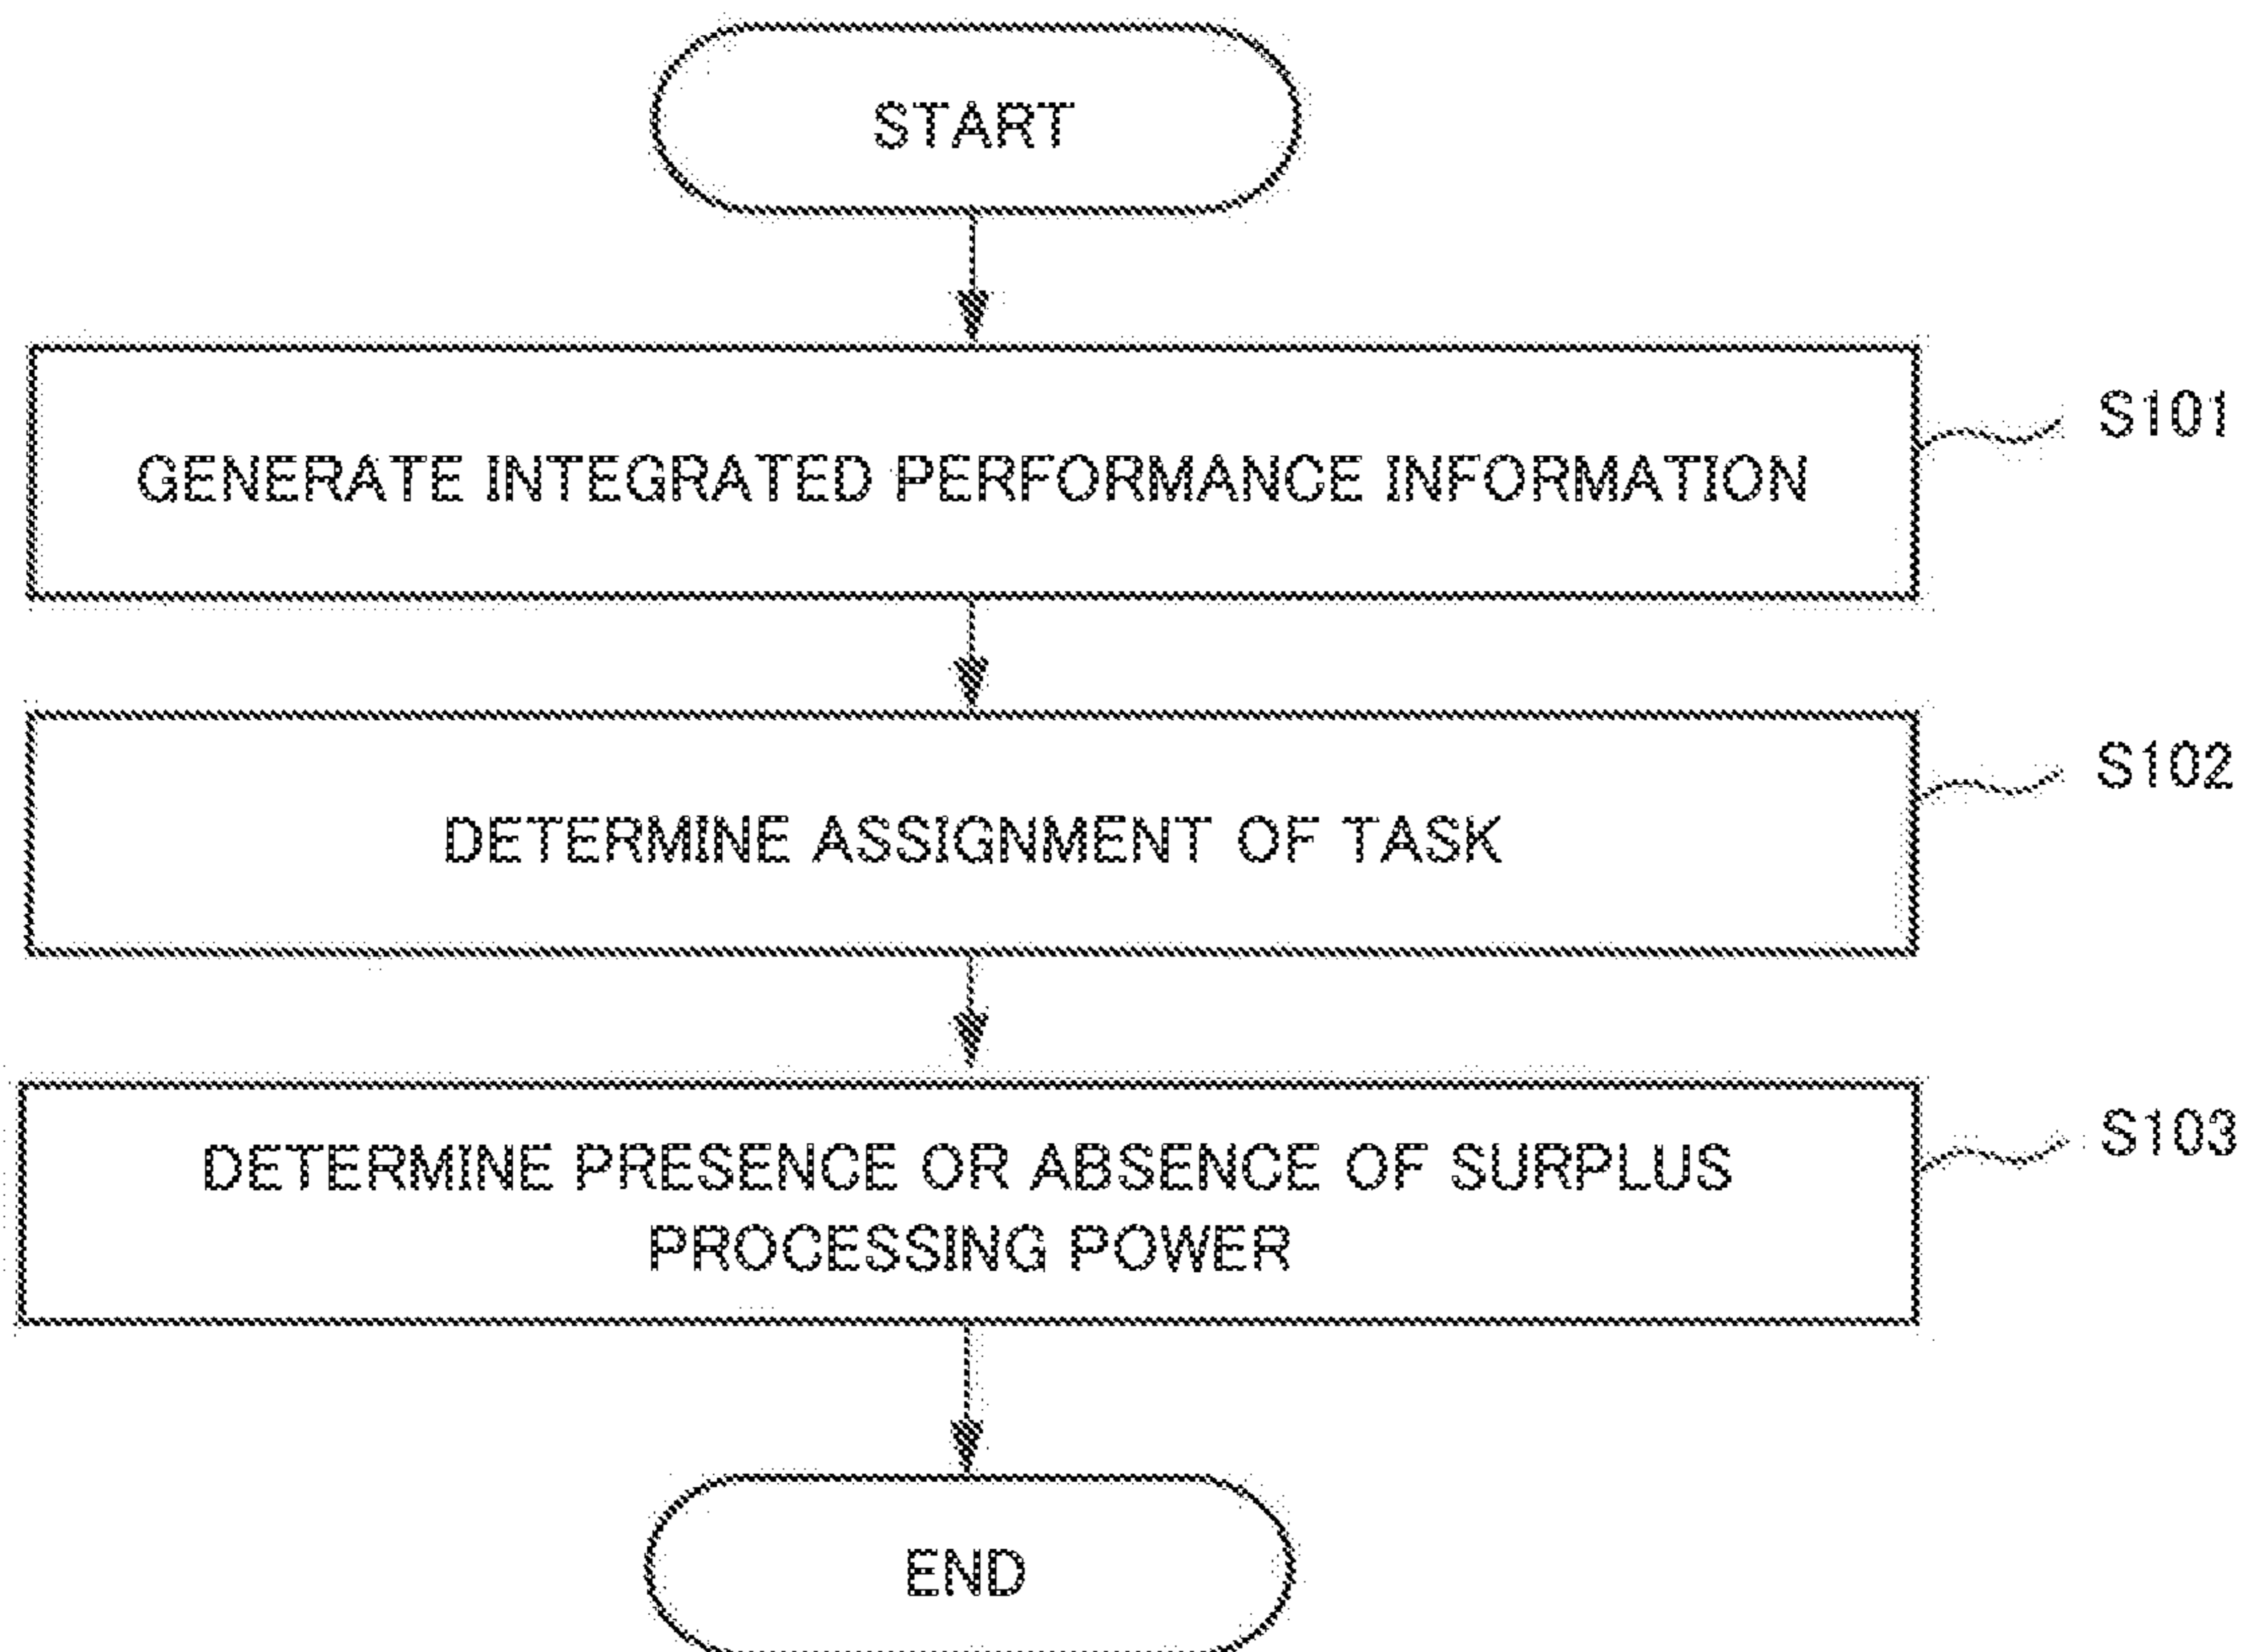 START
GENERATE INTEGRATED PERFORMANCE INFORMATION
S101
DETERMINE ASSIGNMENT OF TASK
S102
DETERMINE PRESENCE OR ABSENCE OF SURPLUS
PROCESSING POWER
S103
END